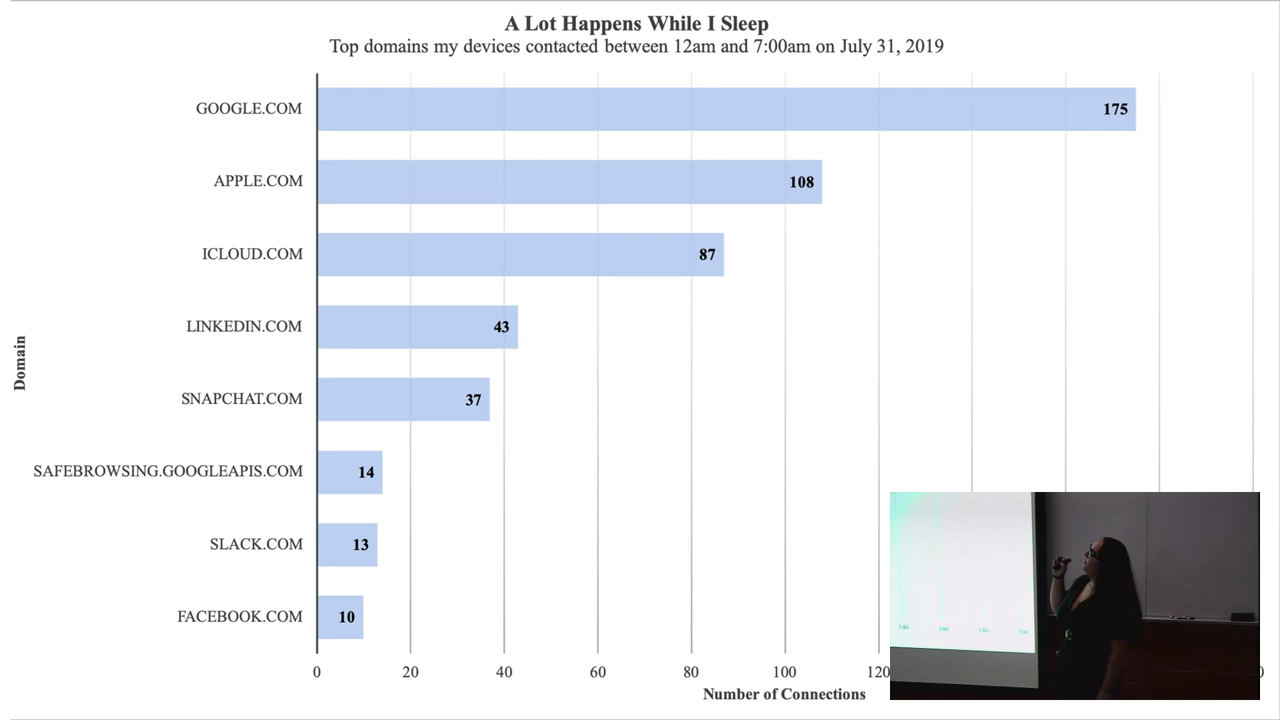 A Lot Happens While I Sleep
Top domains my devices contacted between 12am and 7:00am on July 31, 2019
GOOGLE.COM 175
APPLE.COM 108
ICLOUD.COM 87
LINKEDIN.COM 43
SNAPCHAT.COM 37
SAFEBROWSING.GOOGLEAPIS.COM 14
SLACK.COM 13
FACEBOOK.COM 10
Domain
0 20 40 60 80 100 120
Number of Connections